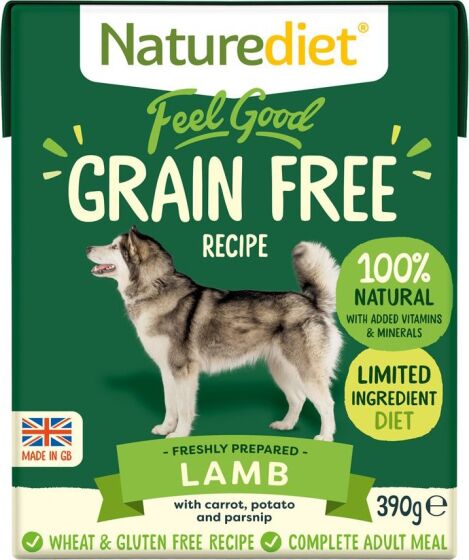 Naturediet®
Feel Good
GRAIN FREE
RECIPE
100%
NATURAL
WITH ADDED VITAMINS
& MINERALS
LIMITED
INGREDIENT
DIET
MADE IN GB
- FRESHLY PREPARED -
LAMB
with carrot, potato
and parsnip
390g ℮
WHEAT & GLUTEN FREE RECIPE
COMPLETE ADULT MEAL